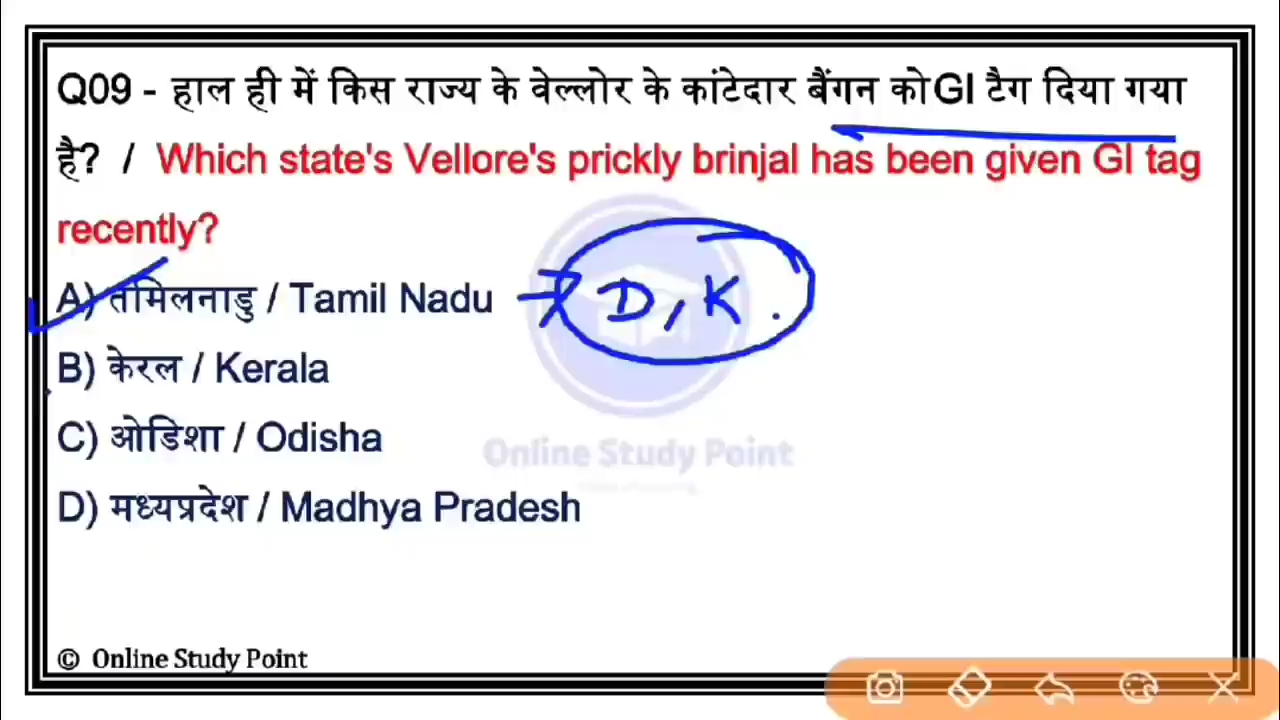 Q09 - हाल ही में किस राज्य के वेल्लोर के कांटेदार बैंगन कोGI टैग दिया गया
है? / Which state's Vellore's prickly brinjal has been given GI tag
recently?
A) तमिलनाडु / Tamil Nadu → D, K.
B) केरल / Kerala
C) ओडिशा / Odisha
D) मध्यप्रदेश / Madhya Pradesh
Online Study Point
© Online Study Point